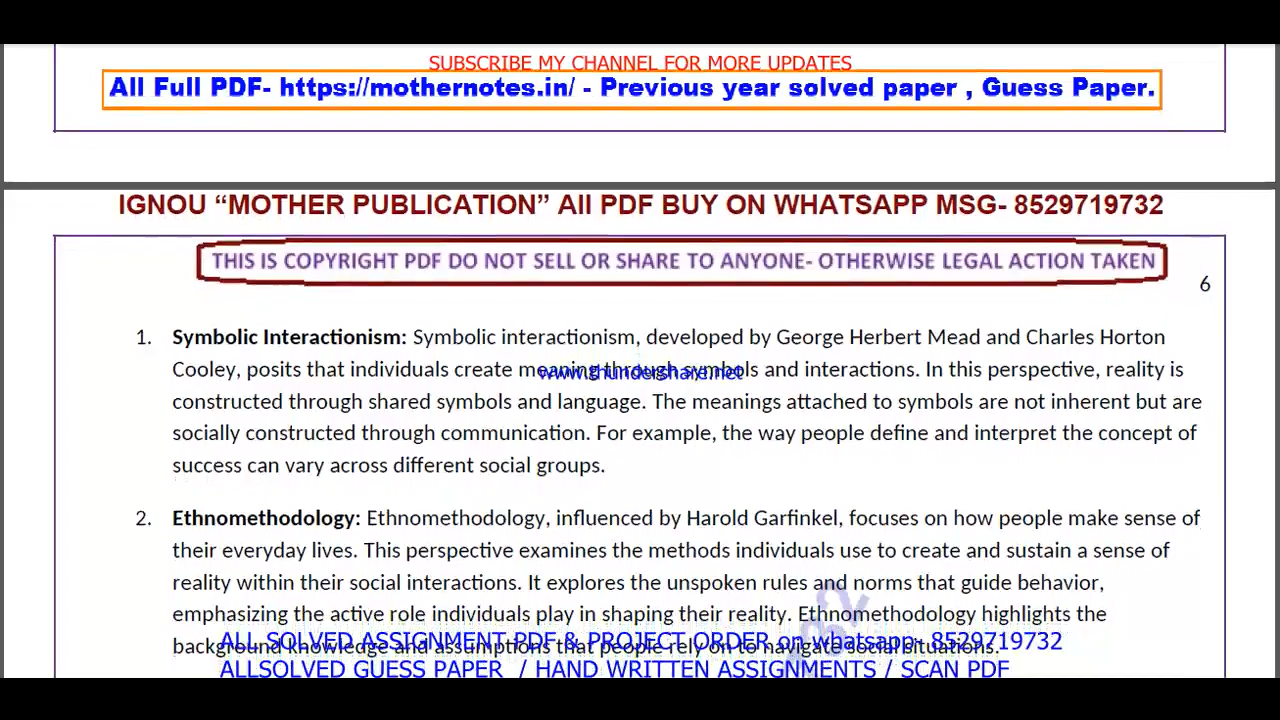 SUBSCRIBE MY CHANNEL FOR MORE UPDATES
All Full PDF- https://mothernotes.in/ - Previous year solved paper , Guess Paper.
IGNOU “MOTHER PUBLICATION” All PDF BUY ON WHATSAPP MSG- 8529719732
THIS IS COPYRIGHT PDF DO NOT SELL OR SHARE TO ANYONE- OTHERWISE LEGAL ACTION TAKEN
6
1. Symbolic Interactionism: Symbolic interactionism, developed by George Herbert Mead and Charles Horton
Cooley, posits that individuals create meaning through symbols and interactions. In this perspective, reality is
www.thundershare.net
constructed through shared symbols and language. The meanings attached to symbols are not inherent but are
socially constructed through communication. For example, the way people define and interpret the concept of
success can vary across different social groups.
2. Ethnomethodology: Ethnomethodology, influenced by Harold Garfinkel, focuses on how people make sense of
their everyday lives. This perspective examines the methods individuals use to create and sustain a sense of
reality within their social interactions. It explores the unspoken rules and norms that guide behavior,
emphasizing the active role individuals play in shaping their reality. Ethnomethodology highlights the
background knowledge and assumptions that people rely on to navigate social situations.
ALL SOLVED ASSIGNMENT PDF & PROJECT ORDER on whatsapp- 8529719732
ALLSOLVED GUESS PAPER / HAND WRITTEN ASSIGNMENTS / SCAN PDF